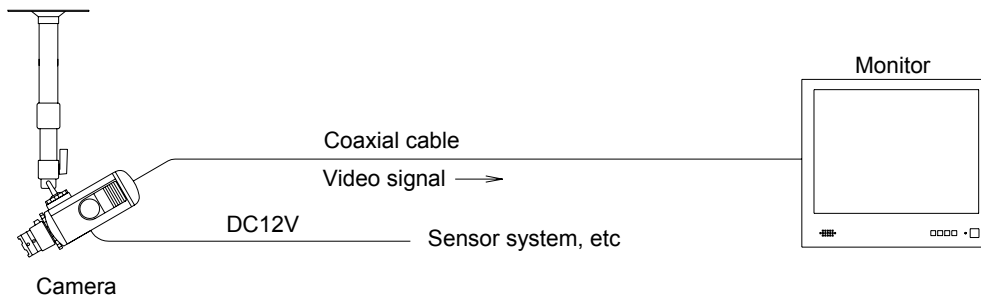 Monitor
Coaxial cable
Video signal
DC12V
Sensor system, etc
Camera